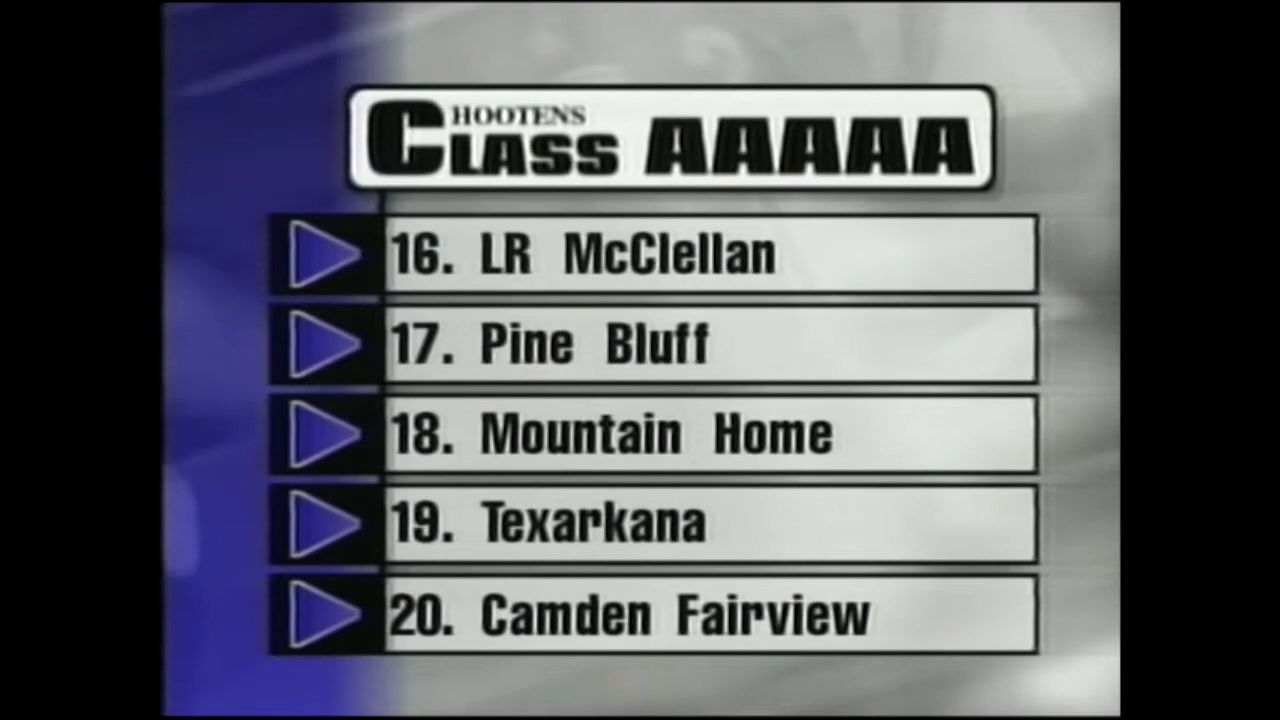 HOOTENS
CLASS AAAAA
16. LR McClellan
17. Pine Bluff
18. Mountain Home
19. Texarkana
20. Camden Fairview